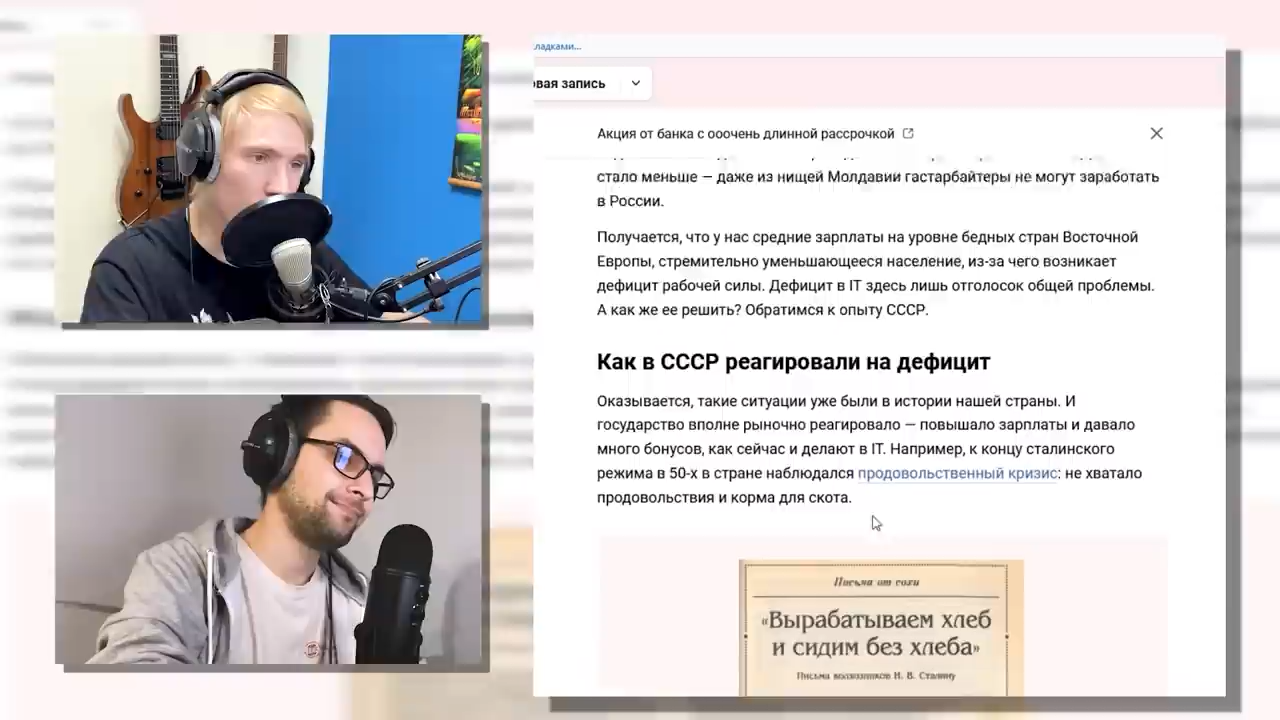 ладками...
вая запись
Акция от банка с ооочень длинной рассрочкой
стало меньше — даже из нищей Молдавии гастарбайтеры не могут заработать
в России.
Получается, что у нас средние зарплаты на уровне бедных стран Восточной
Европы, стремительно уменьшающееся население, из-за чего возникает
дефицит рабочей силы. Дефицит в IT здесь лишь отголосок общей проблемы.
А как же ее решить? Обратимся к опыту СССР.
Как в СССР реагировали на дефицит
Оказывается, такие ситуации уже были в истории нашей страны. И
государство вполне рыночно реагировало — повышало зарплаты и давало
много бонусов, как сейчас и делают в IT. Например, к концу сталинского
режима в 50-х в стране наблюдался продовольственный кризис: не хватало
продовольствия и корма для скота.
Письма от сохи
«Вырабатываем хлеб
и сидим без хлеба»
Письма колхозников И. В. Сталину